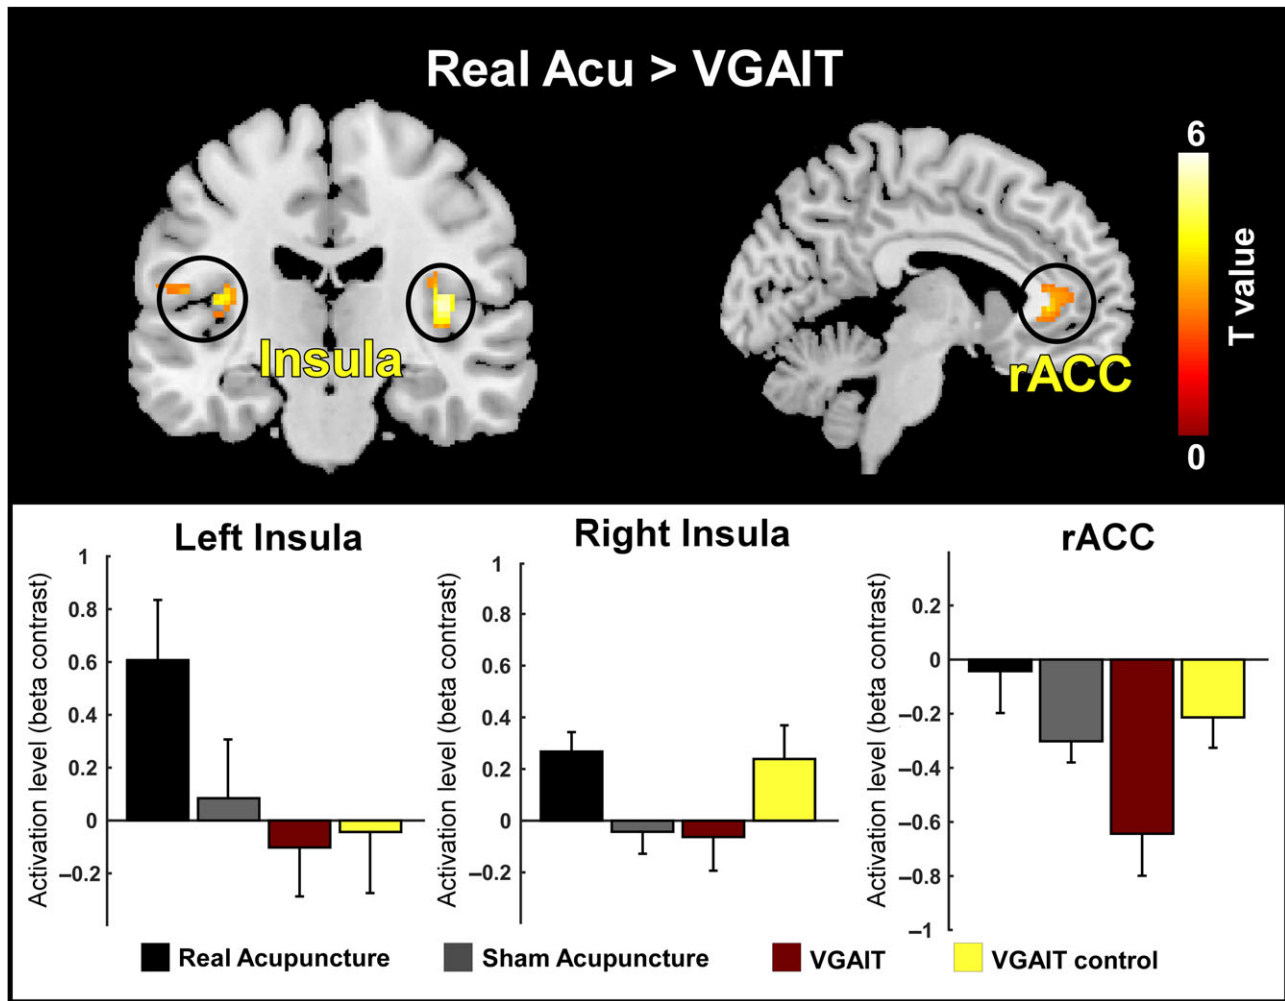 Real Acu > VGAIT
6
T value
0
Insula
rACC
Left Insula
Activation level (beta contrast)
1
0.8
0.6
0.4
0.2
0
–0.2
Right Insula
Activation level (beta contrast)
1
0.8
0.6
0.4
0.2
0
–0.2
rACC
Activation level (beta contrast)
0.2
0
–0.2
–0.4
–0.6
–0.8
–1
Real Acupuncture
Sham Acupuncture
VGAIT
VGAIT control